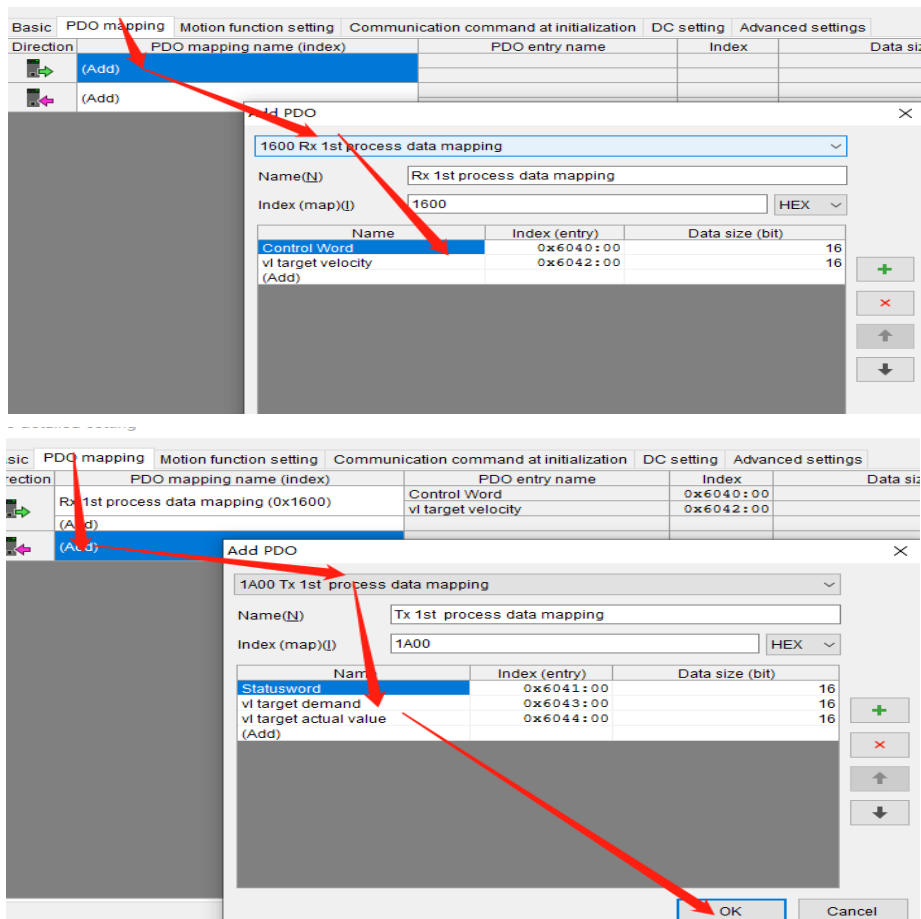 Basic PDO mapping Motion function setting Communication command at initialization DC setting Advanced settings
Direction PDO mapping name (index) PDO entry name Index Data siz
(Add)
(Add)
Add PDO
1600 Rx 1st process data mapping
Name(N) Rx 1st process data mapping
Index (map)(I) 1600 HEX
Name Index (entry) Data size (bit)
Control Word 0x6040:00 16
vl target velocity 0x6042:00 16
(Add)
sic PDO mapping Motion function setting Communication command at initialization DC setting Advanced settings
rection PDO mapping name (index) PDO entry name Index Data siz
Rx 1st process data mapping (0x1600) Control Word 0x6040:00
vl target velocity 0x6042:00
(Add)
(Add)
Add PDO
1A00 Tx 1st process data mapping
Name(N) Tx 1st process data mapping
Index (map)(I) 1A00 HEX
Name Index (entry) Data size (bit)
Statusword 0x6041:00 16
vl target demand 0x6043:00 16
vl target actual value 0x6044:00 16
(Add)
OK Cancel